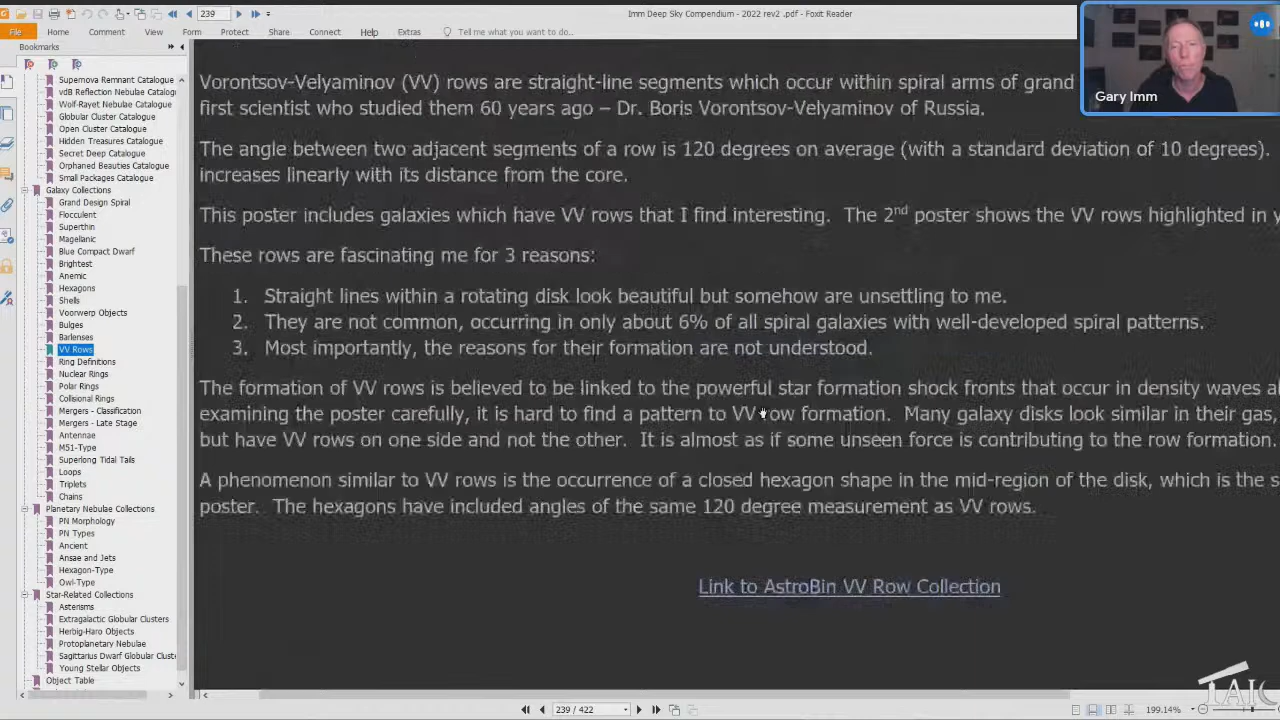 239
Imm Deep Sky Compendium - 2022 rev2 .pdf - Foxit Reader
File Home Comment View Form Protect Share Connect Help Extras Tell me what you want to do..
Gary Imm
Bookmarks
Supernova Remnant Catalogue
vdB Reflection Nebulae Catalog
Wolf-Rayet Nebulae Catalogue
Globular Cluster Catalogue
Open Cluster Catalogue
Hidden Treasures Catalogue
Secret Deep Catalogue
Orphaned Beauties Catalogue
Small Packages Catalogue
Galaxy Collections
Grand Design Spiral
Flocculent
Superthin
Magellanic
Blue Compact Dwarf
Brightest
Anemic
Hexagons
Shells
Voorwerp Objects
Bulges
Barlenses
VV Rows
Ring Definitions
Nuclear Rings
Polar Rings
Collisional Rings
Mergers - Classification
Mergers - Late Stage
Antennae
M51-Type
Superlong Tidal Tails
Loops
Triplets
Chains
Planetary Nebulae Collections
PN Morphology
PN Types
Ancient
Ansae and Jets
Hexagon-Type
Owl-Type
Star-Related Collections
Asterisms
Extragalactic Globular Clusters
Herbig-Haro Objects
Protoplanetary Nebulae
Sagittarius Dwarf Globular Cluste
Young Stellar Objects
Object Table
Vorontsov-Velyaminov (VV) rows are straight-line segments which occur within spiral arms of grand
first scientist who studied them 60 years ago – Dr. Boris Vorontsov-Velyaminov of Russia.
The angle between two adjacent segments of a row is 120 degrees on average (with a standard deviation of 10 degrees).
increases linearly with its distance from the core.
This poster includes galaxies which have VV rows that I find interesting. The 2nd poster shows the VV rows highlighted in y
These rows are fascinating me for 3 reasons:
1. Straight lines within a rotating disk look beautiful but somehow are unsettling to me.
2. They are not common, occurring in only about 6% of all spiral galaxies with well-developed spiral patterns.
3. Most importantly, the reasons for their formation are not understood.
The formation of VV rows is believed to be linked to the powerful star formation shock fronts that occur in density waves a
examining the poster carefully, it is hard to find a pattern to VV row formation. Many galaxy disks look similar in their gas,
but have VV rows on one side and not the other. It is almost as if some unseen force is contributing to the row formation.
A phenomenon similar to VV rows is the occurrence of a closed hexagon shape in the mid-region of the disk, which is the s
poster. The hexagons have included angles of the same 120 degree measurement as VV rows.
Link to AstroBin VV Row Collection
239 / 422
199.14%